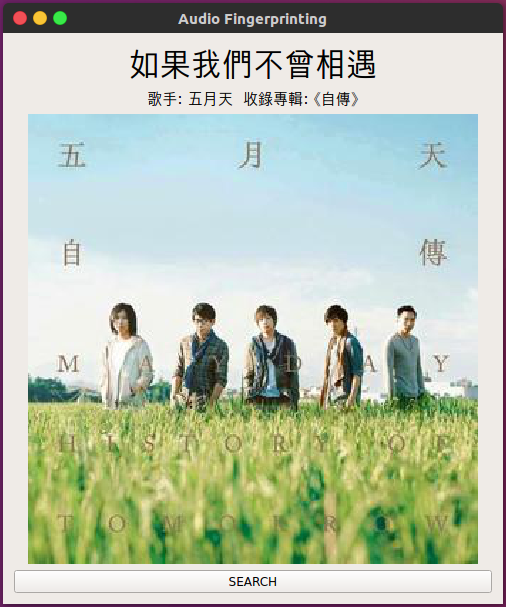 Audio Fingerprinting
如果我們不曾相遇
歌手: 五月天 收錄專輯:《自傳》
五 月 天
自 傳
M A Y D A Y
H I S T O R Y O F
T O M O R R O W
SEARCH